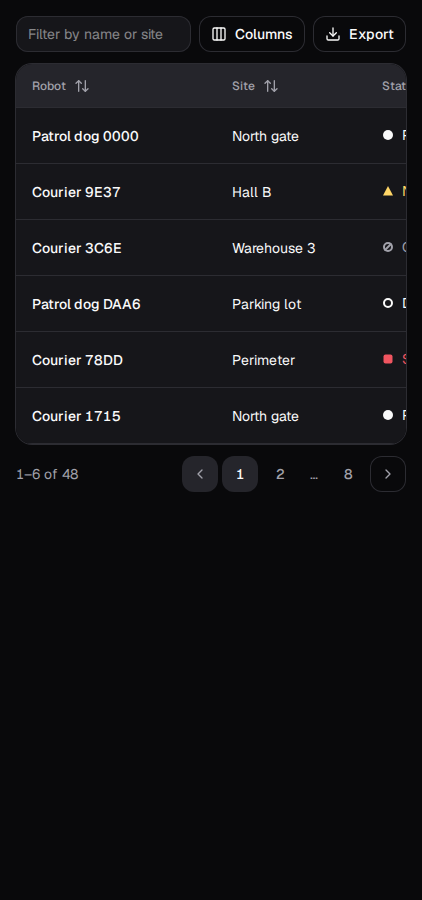 Filter by name or site Columns Export
Robot Site
Patrol dog 0000 North gate
Courier 9E37 Hall B
Courier 3C6E Warehouse 3
Patrol dog DAA6 Parking lot
Courier 78DD Perimeter
Courier 1715 North gate
1–6 of 48 1 2 … 8